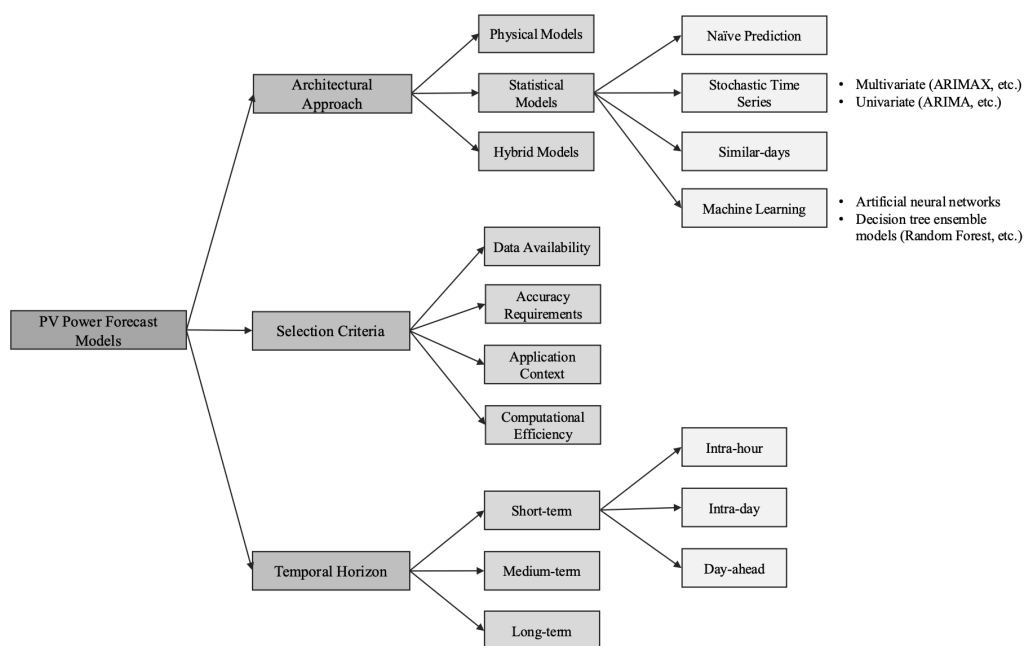 Physical Models
Naïve Prediction
Architectural
Approach
Statistical
Models
Stochastic Time
Series
• Multivariate (ARIMAX, etc.)
• Univariate (ARIMA, etc.)
Hybrid Models
Similar-days
Machine Learning
• Artificial neural networks
• Decision tree ensemble
models (Random Forest, etc.)
Data Availability
Accuracy
Requirements
PV Power Forecast
Models
Selection Criteria
Application
Context
Computational
Efficiency
Intra-hour
Short-term
Intra-day
Temporal Horizon
Medium-term
Day-ahead
Long-term